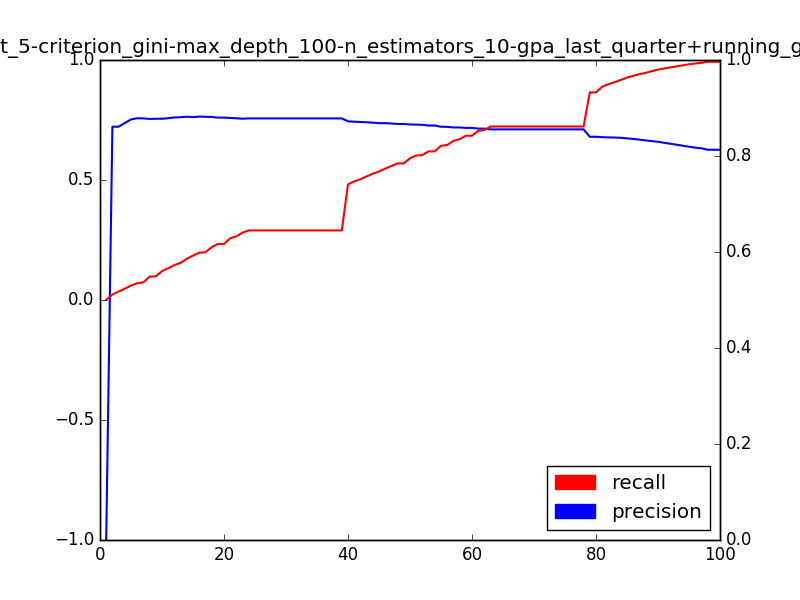 t_5-criterion_gini-max_depth_100-n_estimators_10-gpa_last_quarter+running_g
1.0
0.5
0.0
−0.5
−1.0
1.0
0.8
0.6
0.4
0.2
0.0
0 20 40 60 80 100
recall
precision